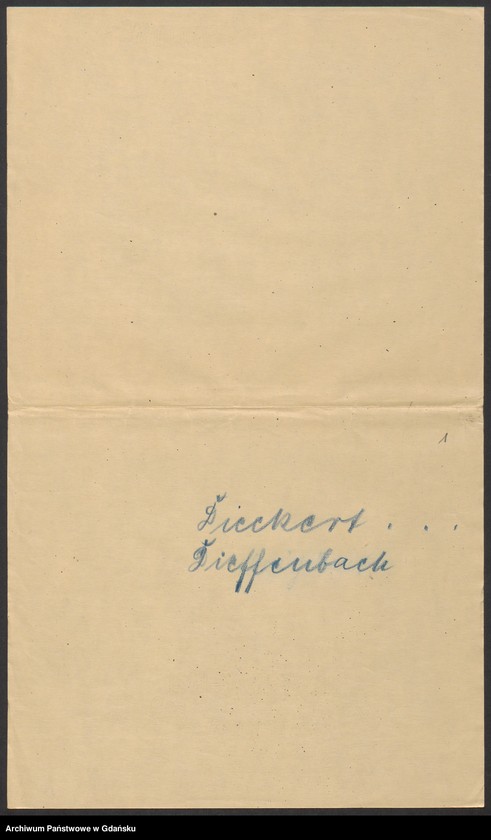 1
Dieckert . . .
Dieffenbach
Archiwum Państwowe w Gdańsku